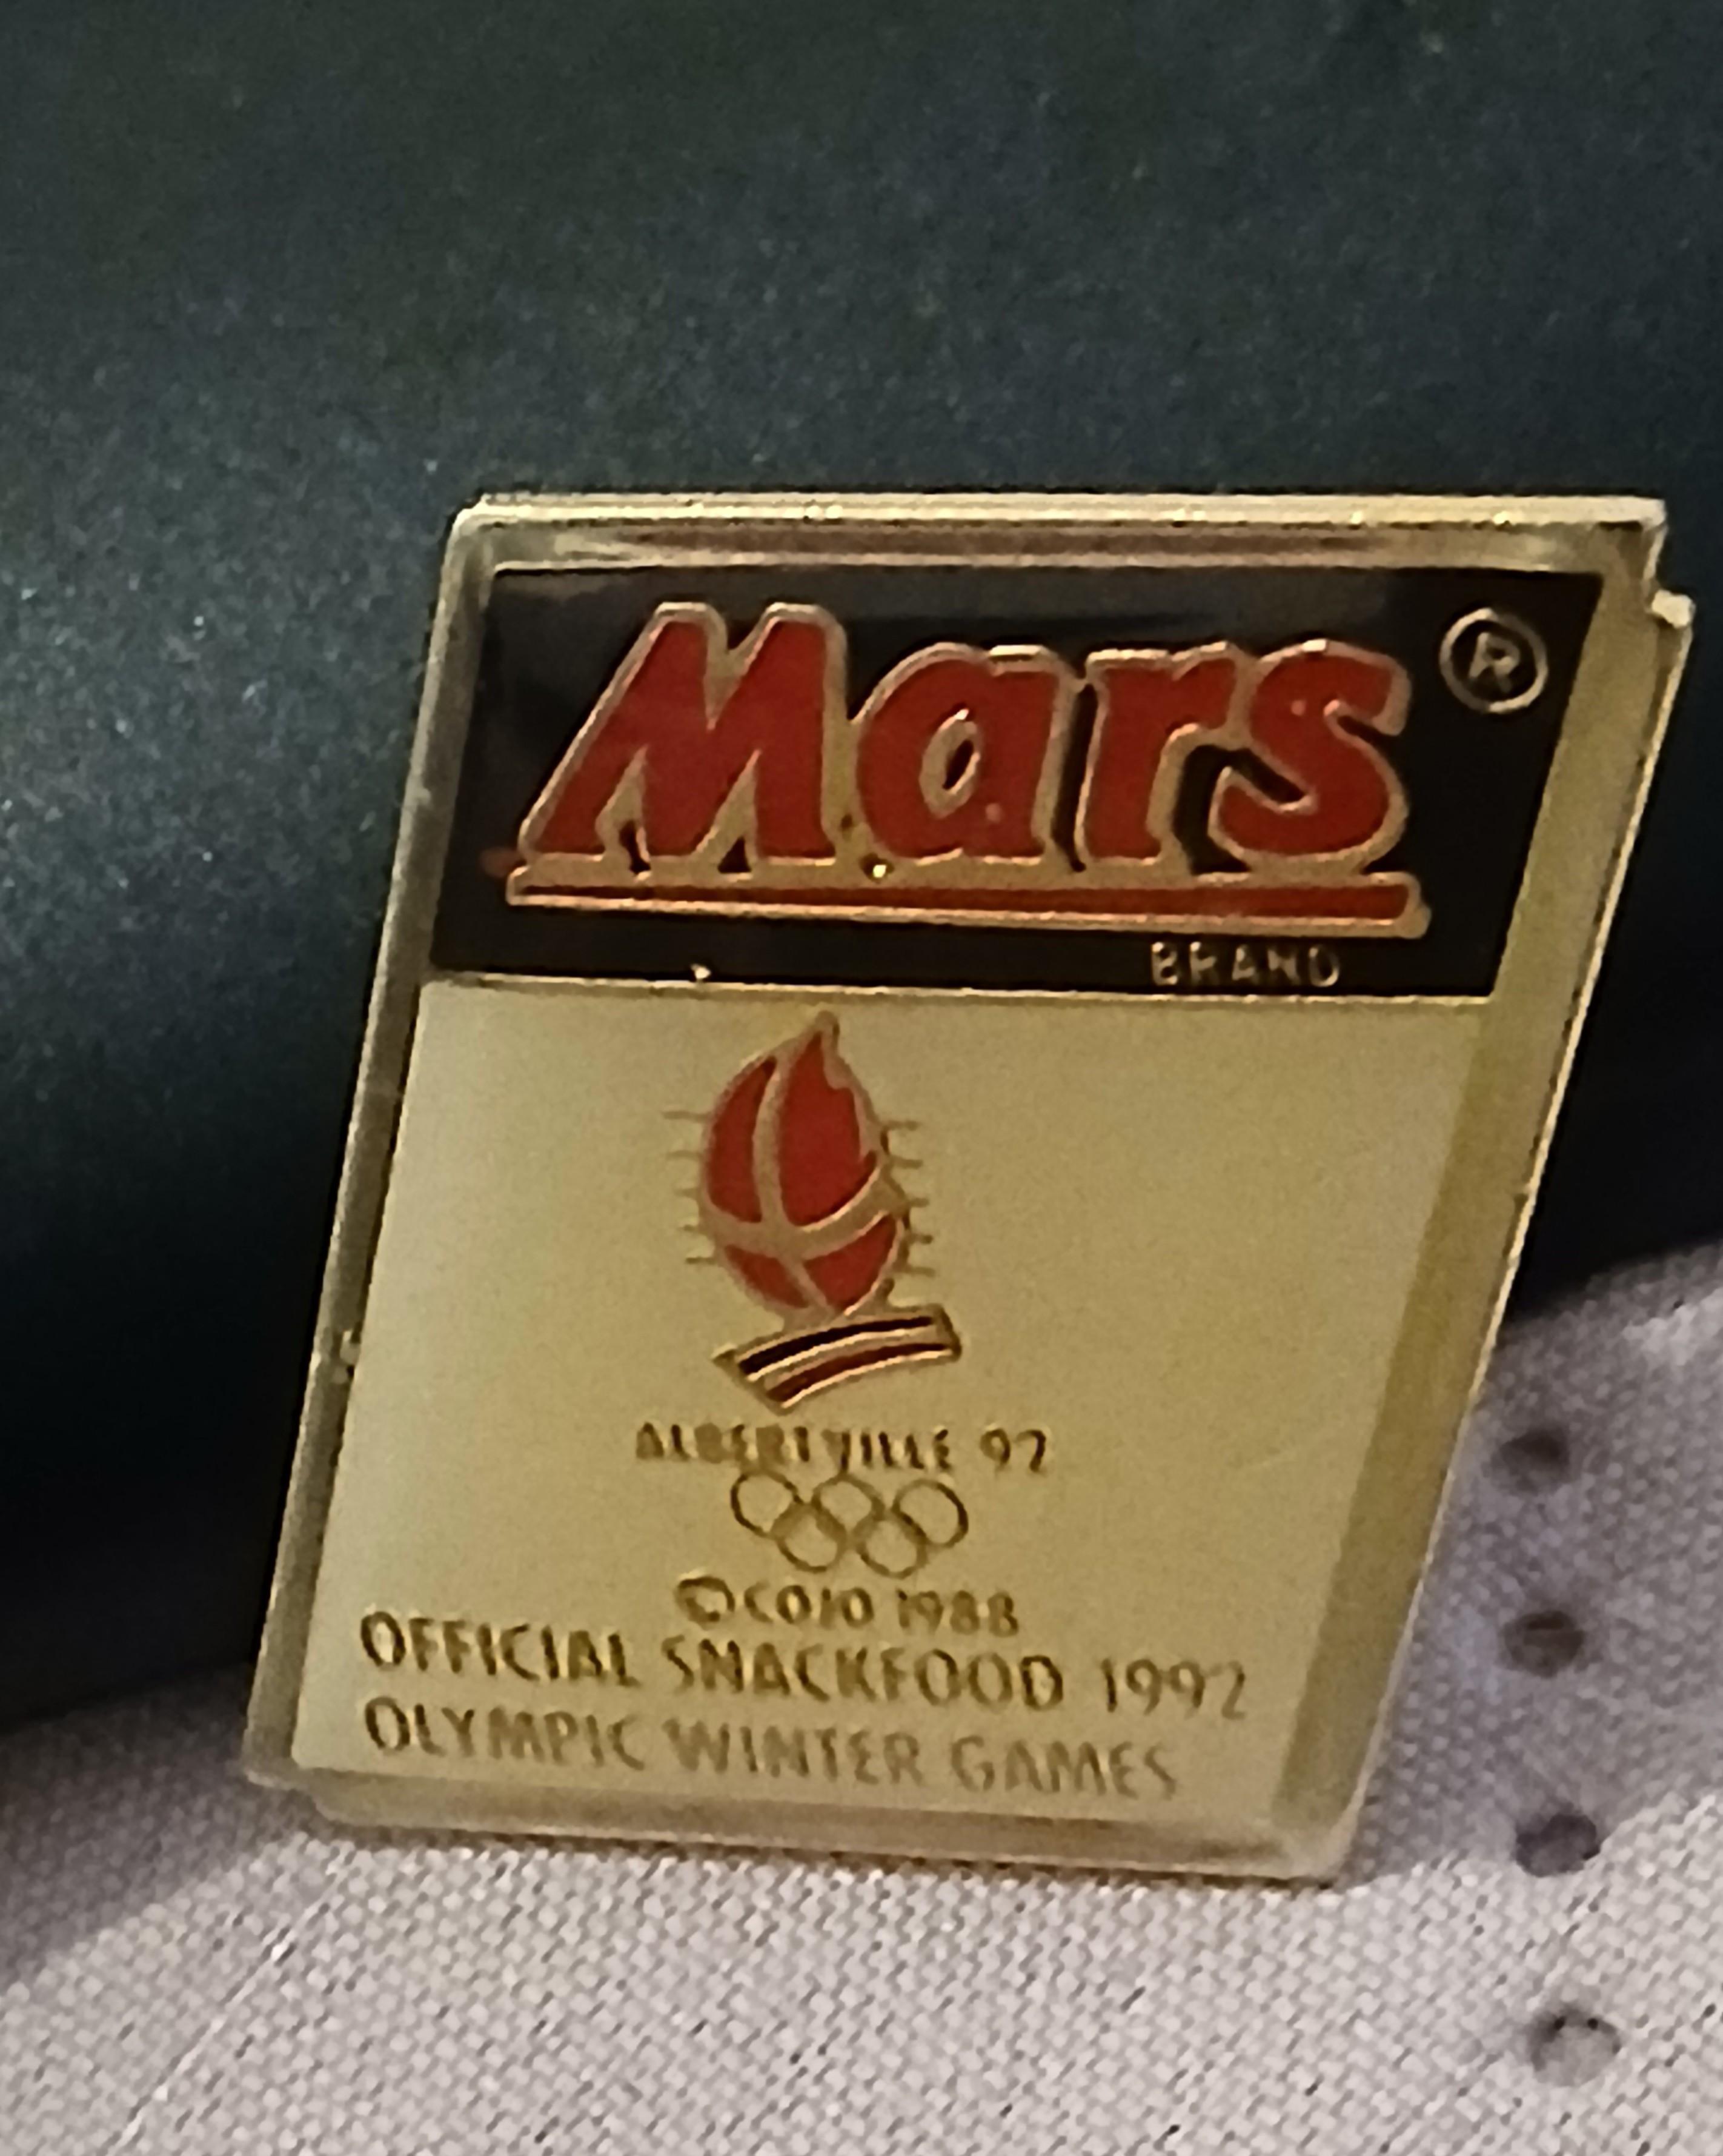 Mars ®
BRAND
ALBERTVILLE 92
© COJO 1988
OFFICIAL SNACKFOOD 1992
OLYMPIC WINTER GAMES